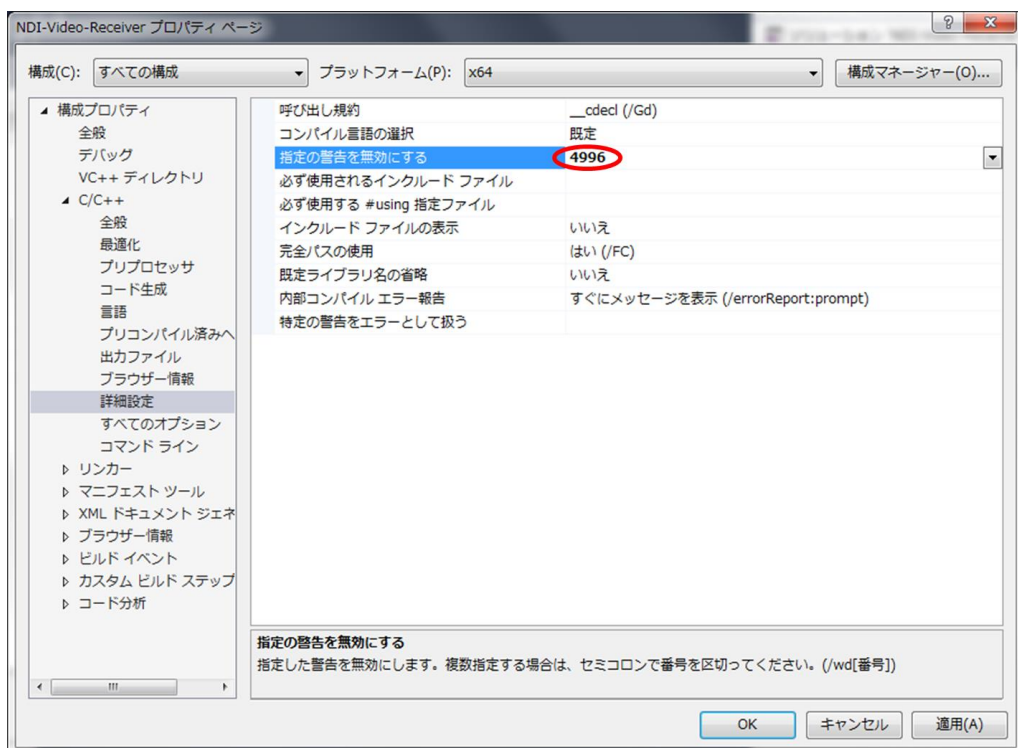 NDI-Video-Receiver プロパティ ページ
構成(C): すべての構成 プラットフォーム(P): x64 構成マネージャー(O)...
構成プロパティ
全般
デバッグ
VC++ ディレクトリ
C/C++
全般
最適化
プリプロセッサ
コード生成
言語
プリコンパイル済みヘ
出力ファイル
ブラウザー情報
詳細設定
すべてのオプション
コマンド ライン
リンカー
マニフェスト ツール
XML ドキュメント ジェネ
ブラウザー情報
ビルド イベント
カスタム ビルド ステップ
コード分析
呼び出し規約 __cdecl (/Gd)
コンパイル言語の選択 既定
指定の警告を無効にする 4996
必ず使用されるインクルード ファイル
必ず使用する #using 指定ファイル
インクルード ファイルの表示 いいえ
完全パスの使用 はい (/FC)
既定ライブラリ名の省略 いいえ
内部コンパイル エラー報告 すぐにメッセージを表示 (/errorReport:prompt)
特定の警告をエラーとして扱う
指定の警告を無効にする
指定した警告を無効にします。複数指定する場合は、セミコロンで番号を区切ってください。(/wd[番号])
OK キャンセル 適用(A)